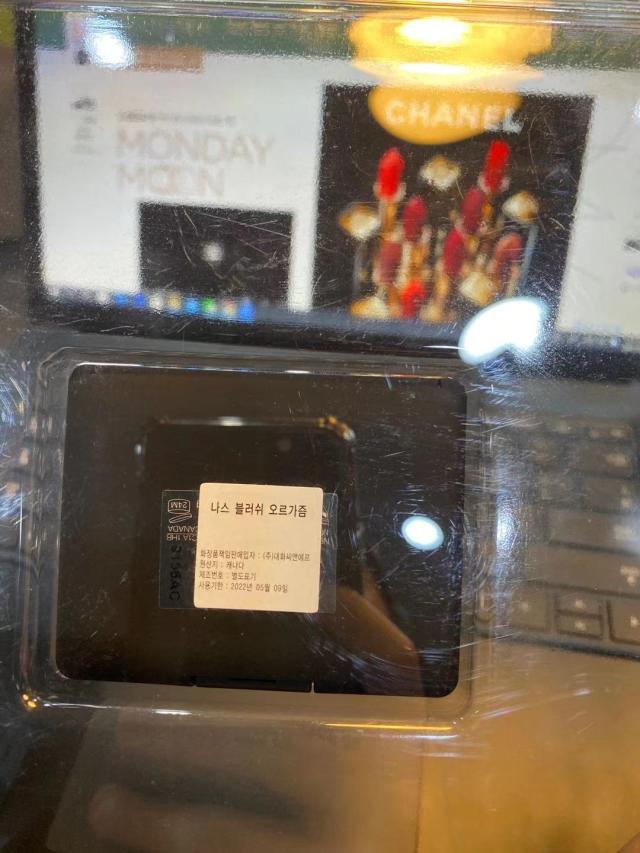 MONDAY
MOON
CHANEL
나스 블러쉬 오르가즘
화장품책임판매업자 : (주)대화씨앤에프
원산지 : 캐나다
제조번호 : 별도표기
사용기한 : 2022년 05월 09일
24M
CANADA
9156AC